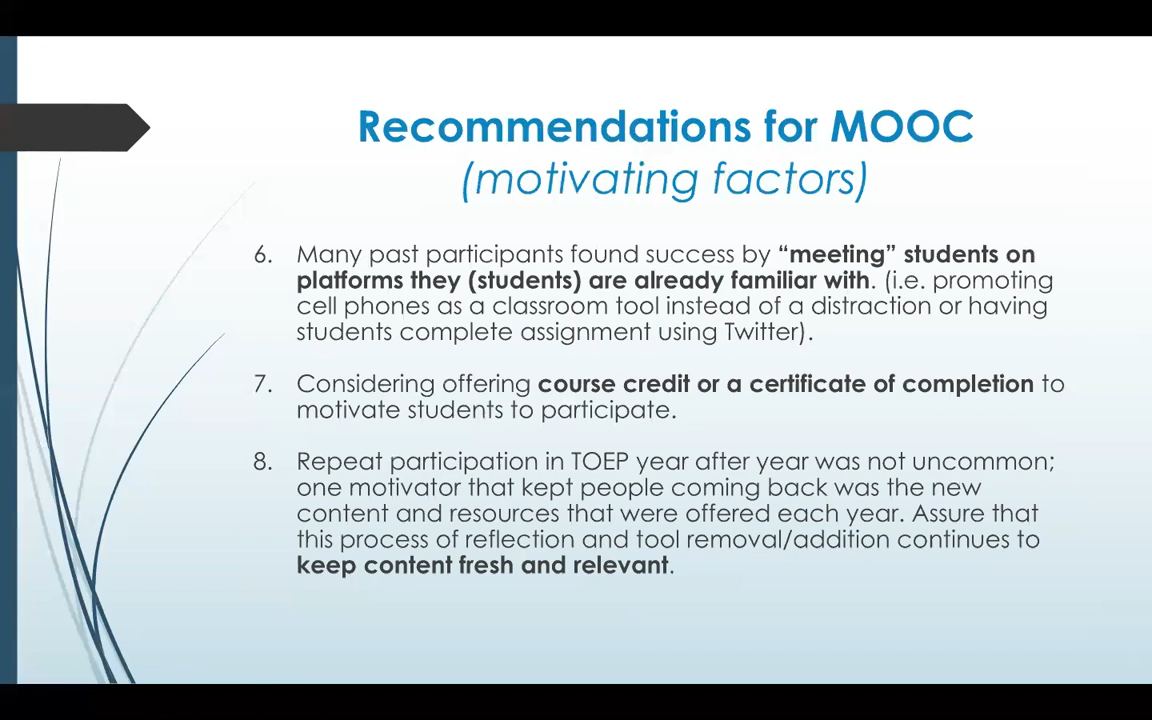 Recommendations for MOOC
(motivating factors)
6. Many past participants found success by “meeting” students on
platforms they (students) are already familiar with. (i.e. promoting
cell phones as a classroom tool instead of a distraction or having
students complete assignment using Twitter).
7. Considering offering course credit or a certificate of completion to
motivate students to participate.
8. Repeat participation in TOEP year after year was not uncommon;
one motivator that kept people coming back was the new
content and resources that were offered each year. Assure that
this process of reflection and tool removal/addition continues to
keep content fresh and relevant.